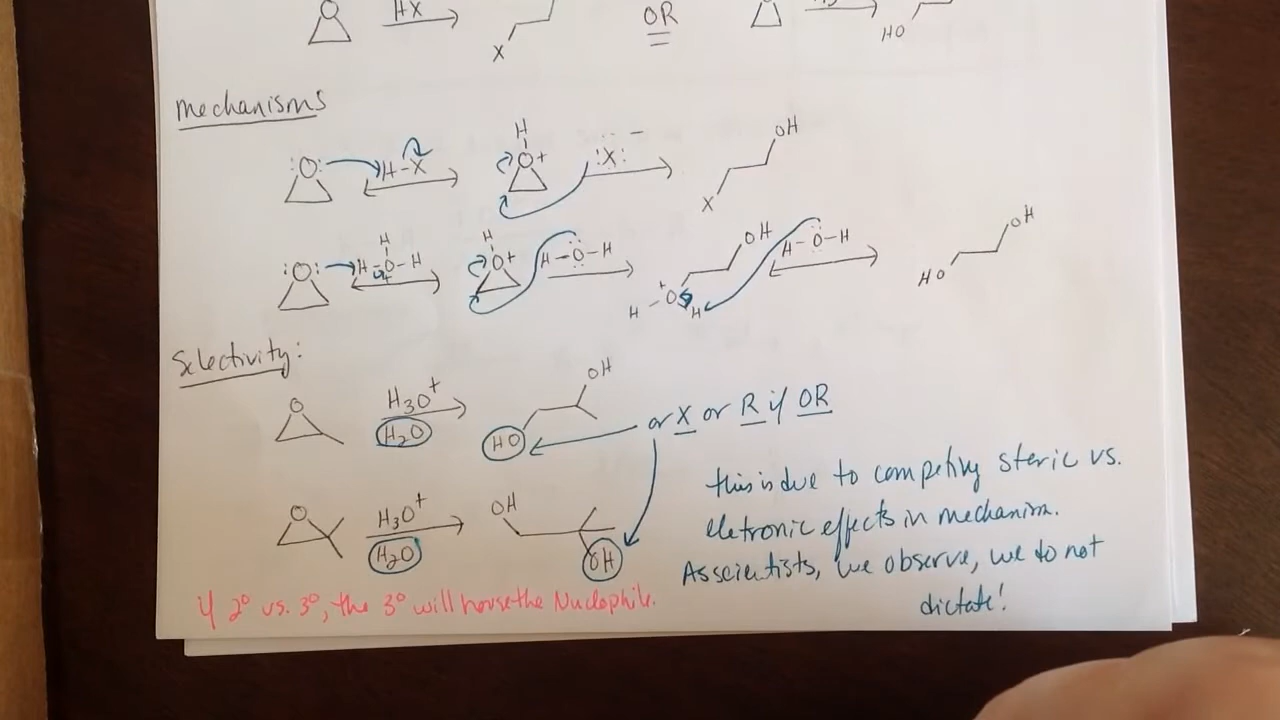 HX
OR
X
HO
Mechanisms
:O: H-X H O+ :X: - OH
X
:O: H H-O-H + H O+ H-O-H OH H-O-H OH
H O + H HO
Selectivity:
OH
O H3O+
H2O HO or X or R if OR
this is due to competing steric vs.
O H3O+ OH eletronic effects in mechanism.
H2O OH As scientists, we observe, we do not
dictate!
if 2° vs. 3°, the 3° will house the Nucleophile.